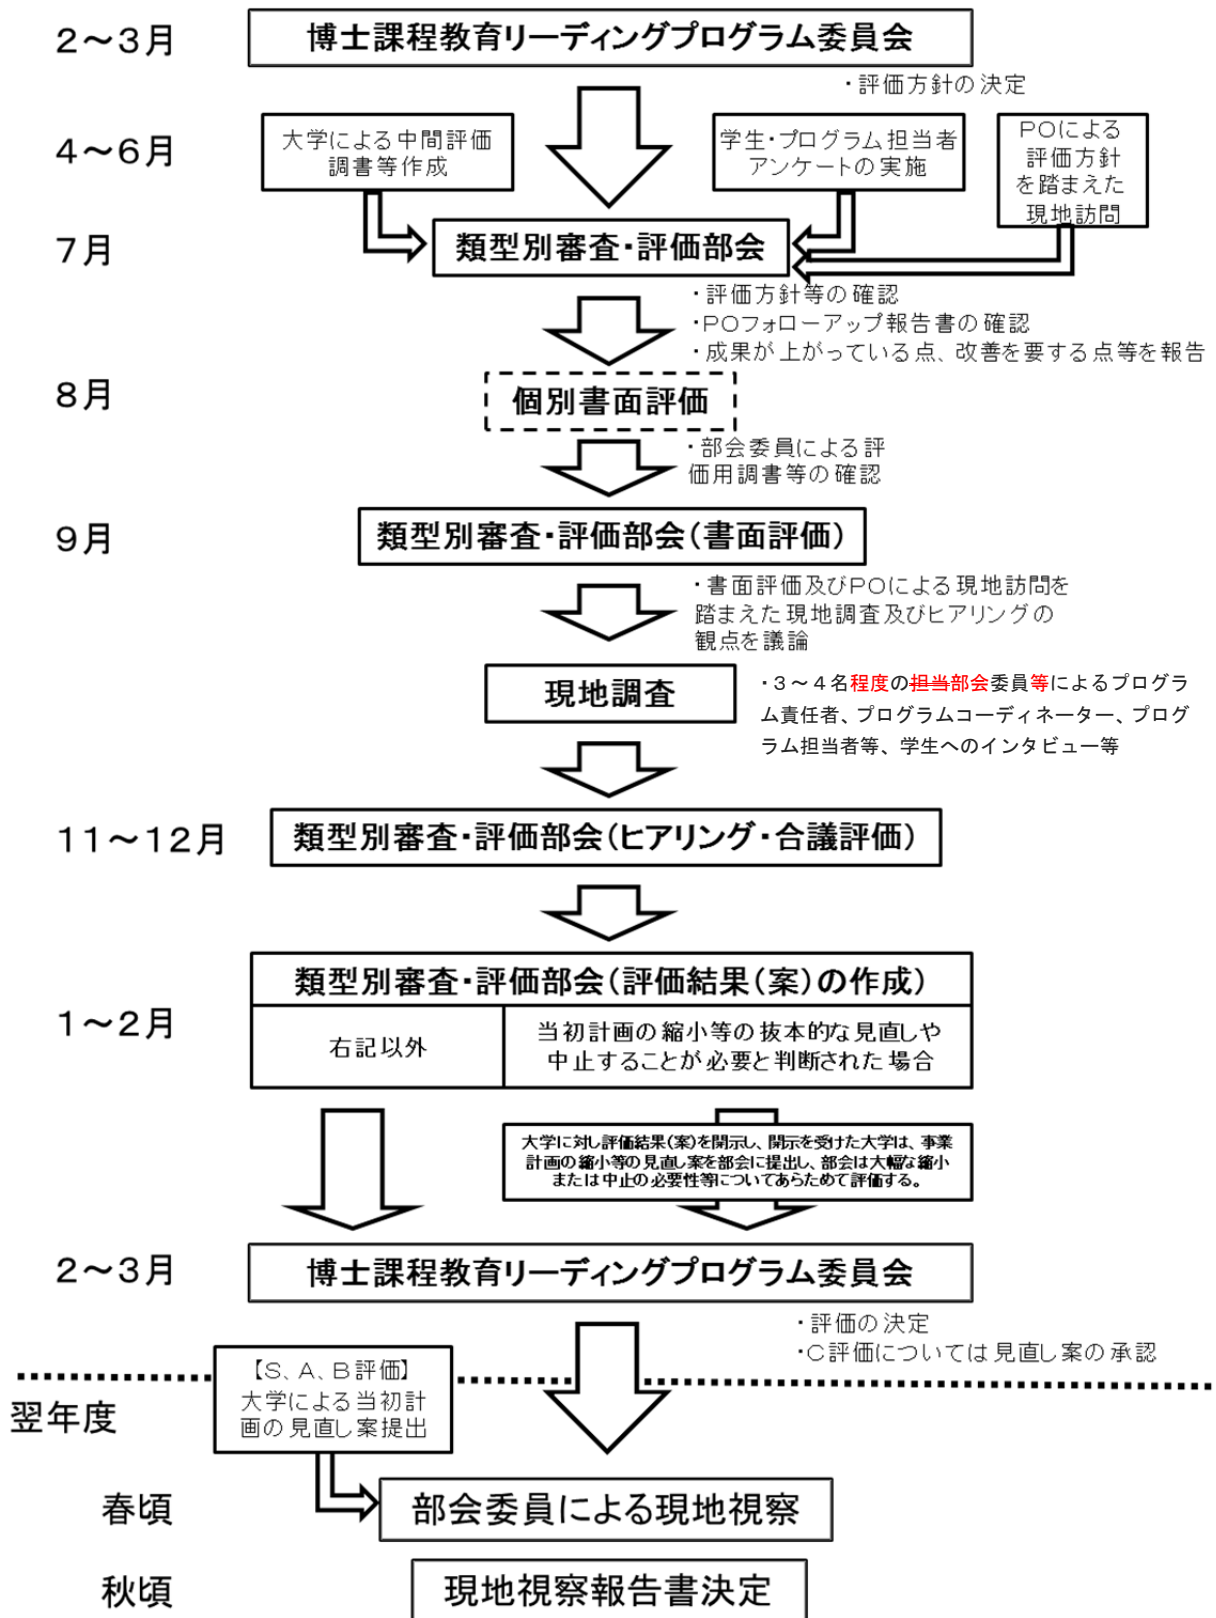 2～3月
博士課程教育リーディングプログラム委員会
・評価方針の決定
4～6月
大学による中間評価
調書等作成
学生・プログラム担当者
アンケートの実施
POによる
評価方針
を踏まえた
現地訪問
7月
類型別審査・評価部会
・評価方針等の確認
・POフォローアップ報告書の確認
・成果が上がっている点、改善を要する点等を報告
8月
個別書面評価
・部会委員による評
価用調書等の確認
9月
類型別審査・評価部会(書面評価)
・書面評価及びPOによる現地訪問を
踏まえた現地調査及びヒアリングの
観点を議論
現地調査
・3～4名程度の担当部会委員等によるプログラ
ム責任者、プログラムコーディネーター、プログ
ラム担当者等、学生へのインタビュー等
11～12月
類型別審査・評価部会(ヒアリング・合議評価)
1～2月
類型別審査・評価部会(評価結果(案)の作成)
右記以外
当初計画の縮小等の抜本的な見直しや
中止することが必要と判断された場合
大学に対し評価結果(案)を開示し、開示を受けた大学は、事業
計画の縮小等の見直し案を部会に提出し、部会は大幅な縮小
または中止の必要性等についてあらためて評価する。
2～3月
博士課程教育リーディングプログラム委員会
・評価の決定
・C評価については見直し案の承認
【S、A、B評価】
大学による当初計
画の見直し案提出
翌年度
春頃
部会委員による現地視察
秋頃
現地視察報告書決定